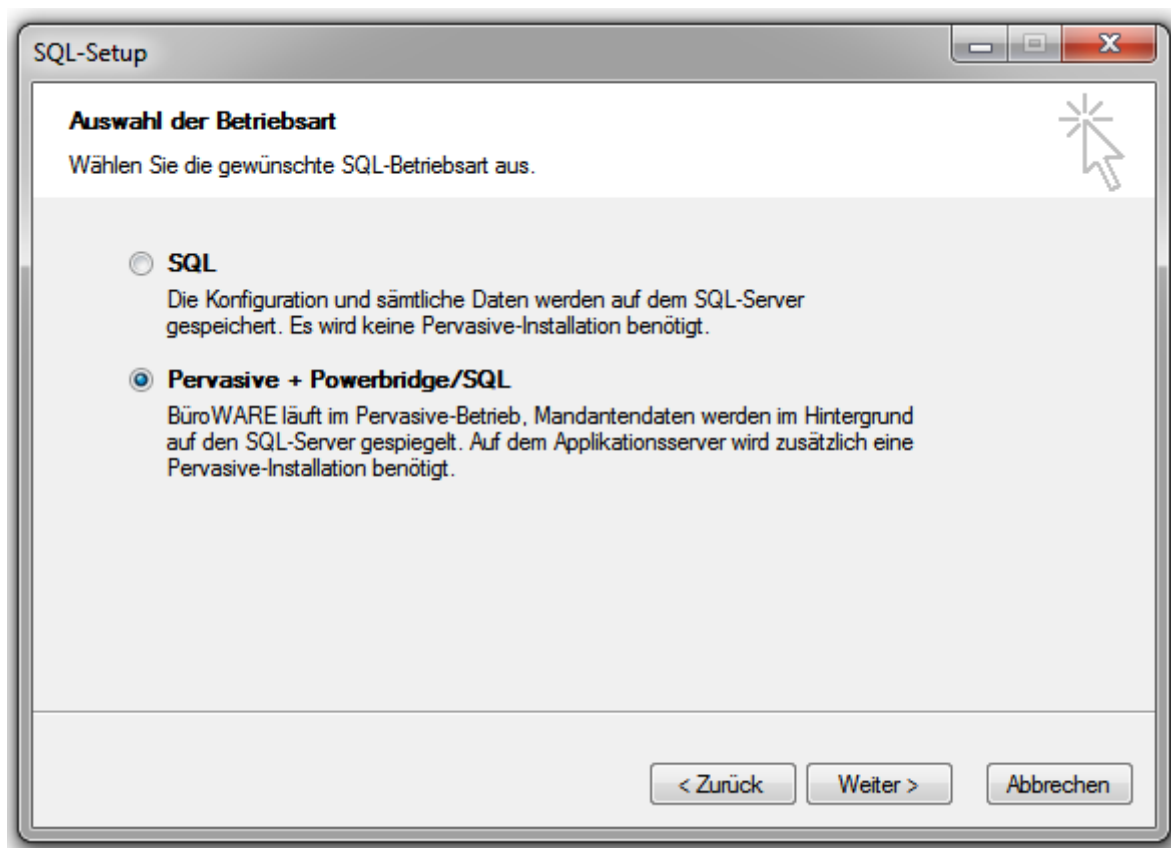 SQL-Setup
Auswahl der Betriebsart
Wählen Sie die gewünschte SQL-Betriebsart aus.
SQL
Die Konfiguration und sämtliche Daten werden auf dem SQL-Server
gespeichert. Es wird keine Pervasive-Installation benötigt.
Pervasive + Powerbridge/SQL
BüroWARE läuft im Pervasive-Betrieb, Mandantendaten werden im Hintergrund
auf den SQL-Server gespiegelt. Auf dem Applikationsserver wird zusätzlich eine
Pervasive-Installation benötigt.
< Zurück Weiter > Abbrechen